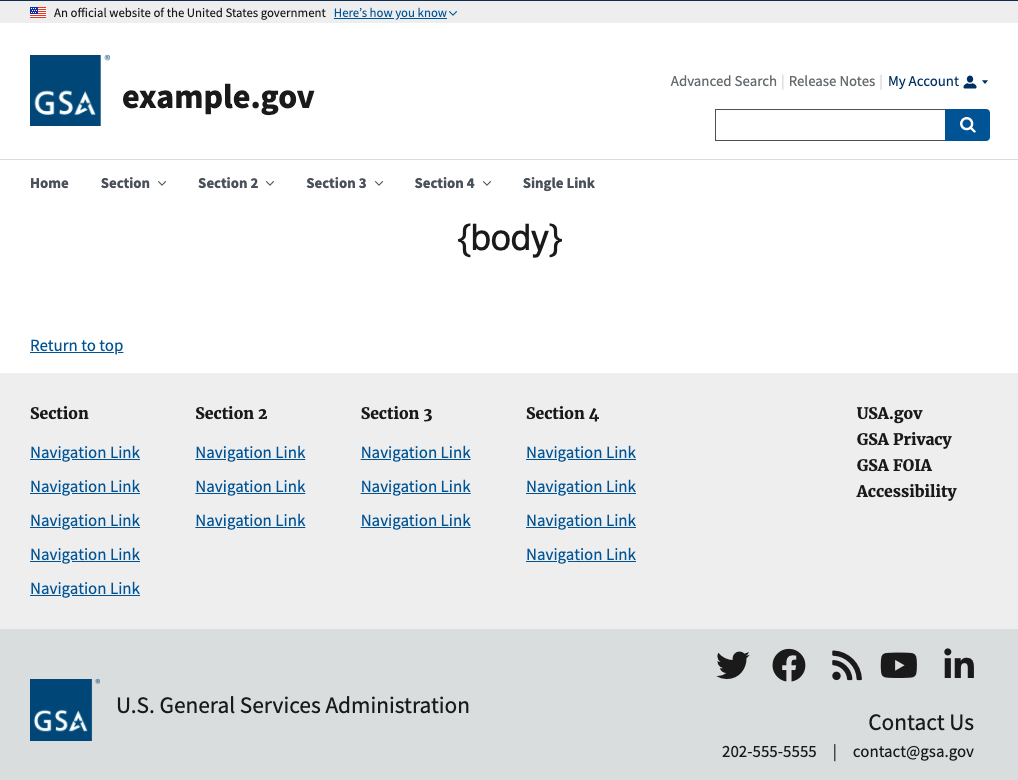 An official website of the United States government Here's how you know
GSA ®
example.gov
Advanced Search | Release Notes | My Account
Home Section Section 2 Section 3 Section 4 Single Link
{body}
Return to top
Section
Navigation Link
Navigation Link
Navigation Link
Navigation Link
Navigation Link
Section 2
Navigation Link
Navigation Link
Navigation Link
Section 3
Navigation Link
Navigation Link
Navigation Link
Section 4
Navigation Link
Navigation Link
Navigation Link
Navigation Link
USA.gov
GSA Privacy
GSA FOIA
Accessibility
GSA ®
U.S. General Services Administration
in
Contact Us
202-555-5555 | contact@gsa.gov